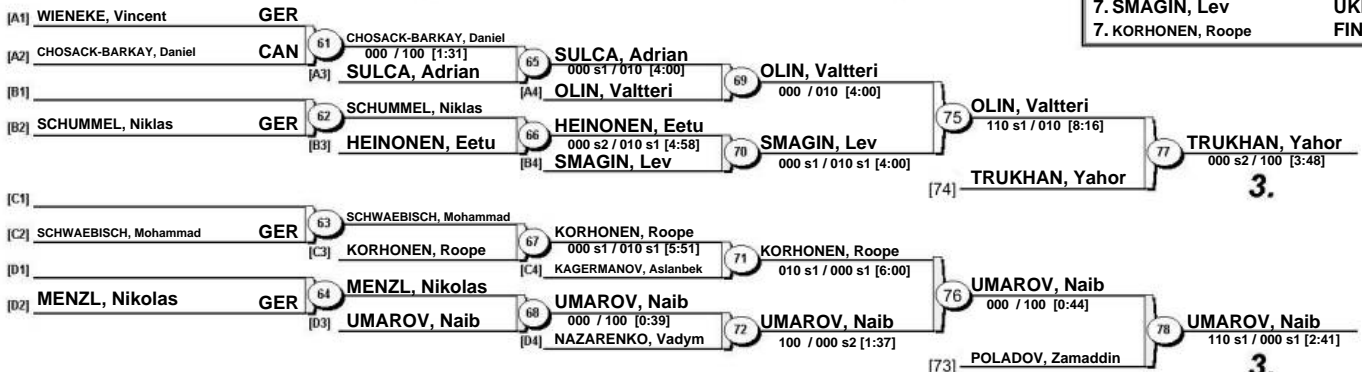 7. SMAGIN, Lev
7. KORHONEN, Roope FIN
[A1] WIENEKE, Vincent GER
[A2] CHOSACK-BARKAY, Daniel CAN
61 CHOSACK-BARKAY, Daniel
000 / 100 [1:31]
[A3] SULCA, Adrian
65 SULCA, Adrian
000 s1 / 010 [4:00]
[A4] OLIN, Valtteri
69 OLIN, Valtteri
000 / 010 [4:00]
[B1]
[B2] SCHUMMEL, Niklas GER
62 SCHUMMEL, Niklas
[B3] HEINONEN, Eetu
66 HEINONEN, Eetu
000 s2 / 010 s1 [4:58]
[B4] SMAGIN, Lev
70 SMAGIN, Lev
000 s1 / 010 s1 [4:00]
75 OLIN, Valtteri
110 s1 / 010 [8:16]
[74] TRUKHAN, Yahor
77 TRUKHAN, Yahor
000 s2 / 100 [3:48]
3.
[C1]
[C2] SCHWAEBISCH, Mohammad GER
63 SCHWAEBISCH, Mohammad
[C3] KORHONEN, Roope
67 KORHONEN, Roope
000 s1 / 010 s1 [5:51]
[C4] KAGERMANOV, Aslanbek
71 KORHONEN, Roope
010 s1 / 000 s1 [6:00]
[D1]
[D2] MENZL, Nikolas GER
64 MENZL, Nikolas
[D3] UMAROV, Naib
68 UMAROV, Naib
000 / 100 [0:39]
[D4] NAZARENKO, Vadym
72 UMAROV, Naib
100 / 000 s2 [1:37]
76 UMAROV, Naib
000 / 100 [0:44]
[73] POLADOV, Zamaddin
78 UMAROV, Naib
110 s1 / 000 s1 [2:41]
3.